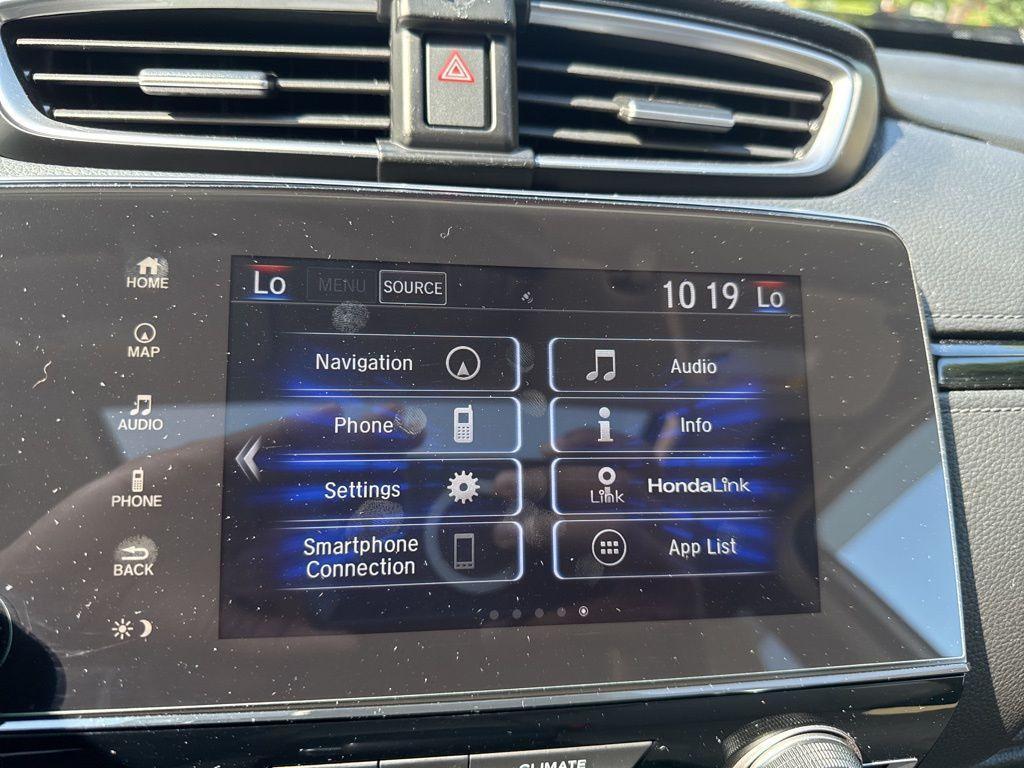 Lo MENU SOURCE 10 19 Lo
HOME
MAP
AUDIO
PHONE
BACK
Navigation
Audio
Phone
Info
Settings
Link HondaLink
Smartphone
Connection
App List
CLIMATE